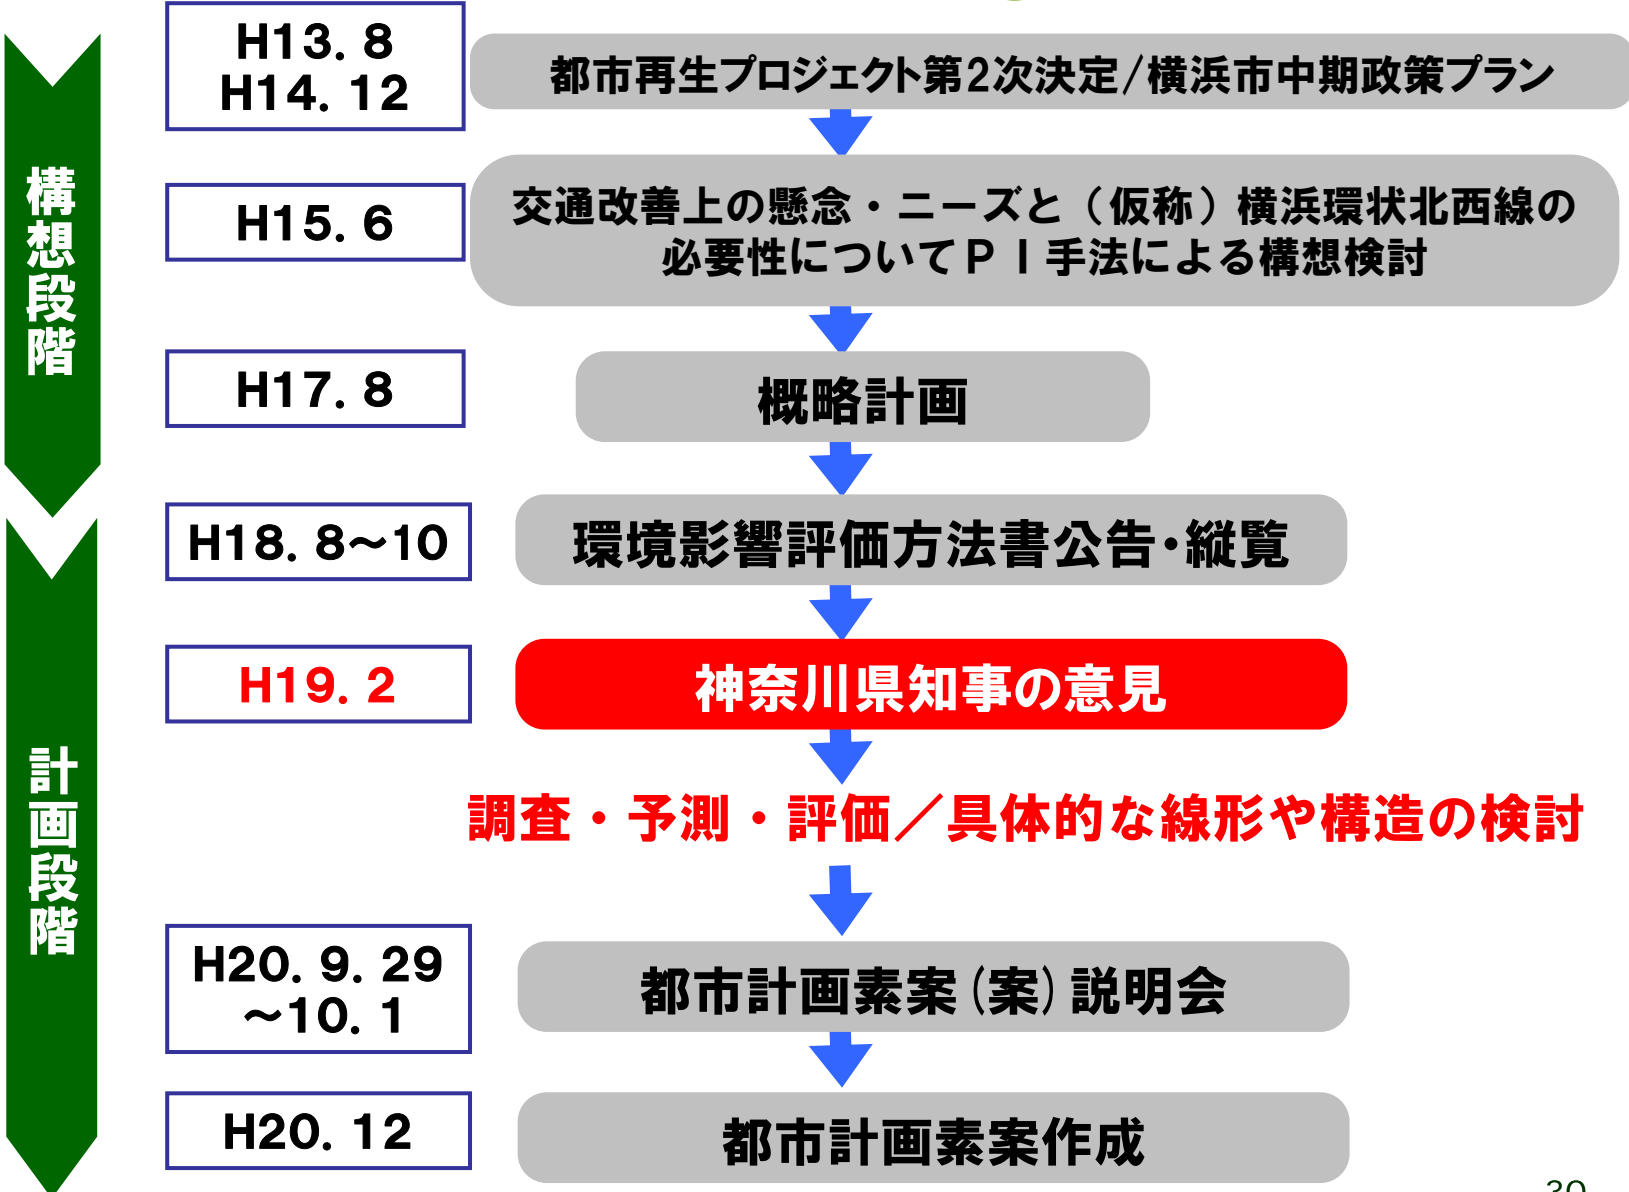 H13．8
H14．12
都市再生プロジェクト第2次決定/横浜市中期政策プラン
構想段階
H15．6
交通改善上の懸念・ニーズと（仮称）横浜環状北西線の
必要性についてＰＩ手法による構想検討
H17．8
概略計画
H18．8～10
環境影響評価方法書公告・縦覧
H19．2
神奈川県知事の意見
計画段階
調査・予測・評価／具体的な線形や構造の検討
H20．9．29
～10．1
都市計画素案(案)説明会
H20．12
都市計画素案作成
30